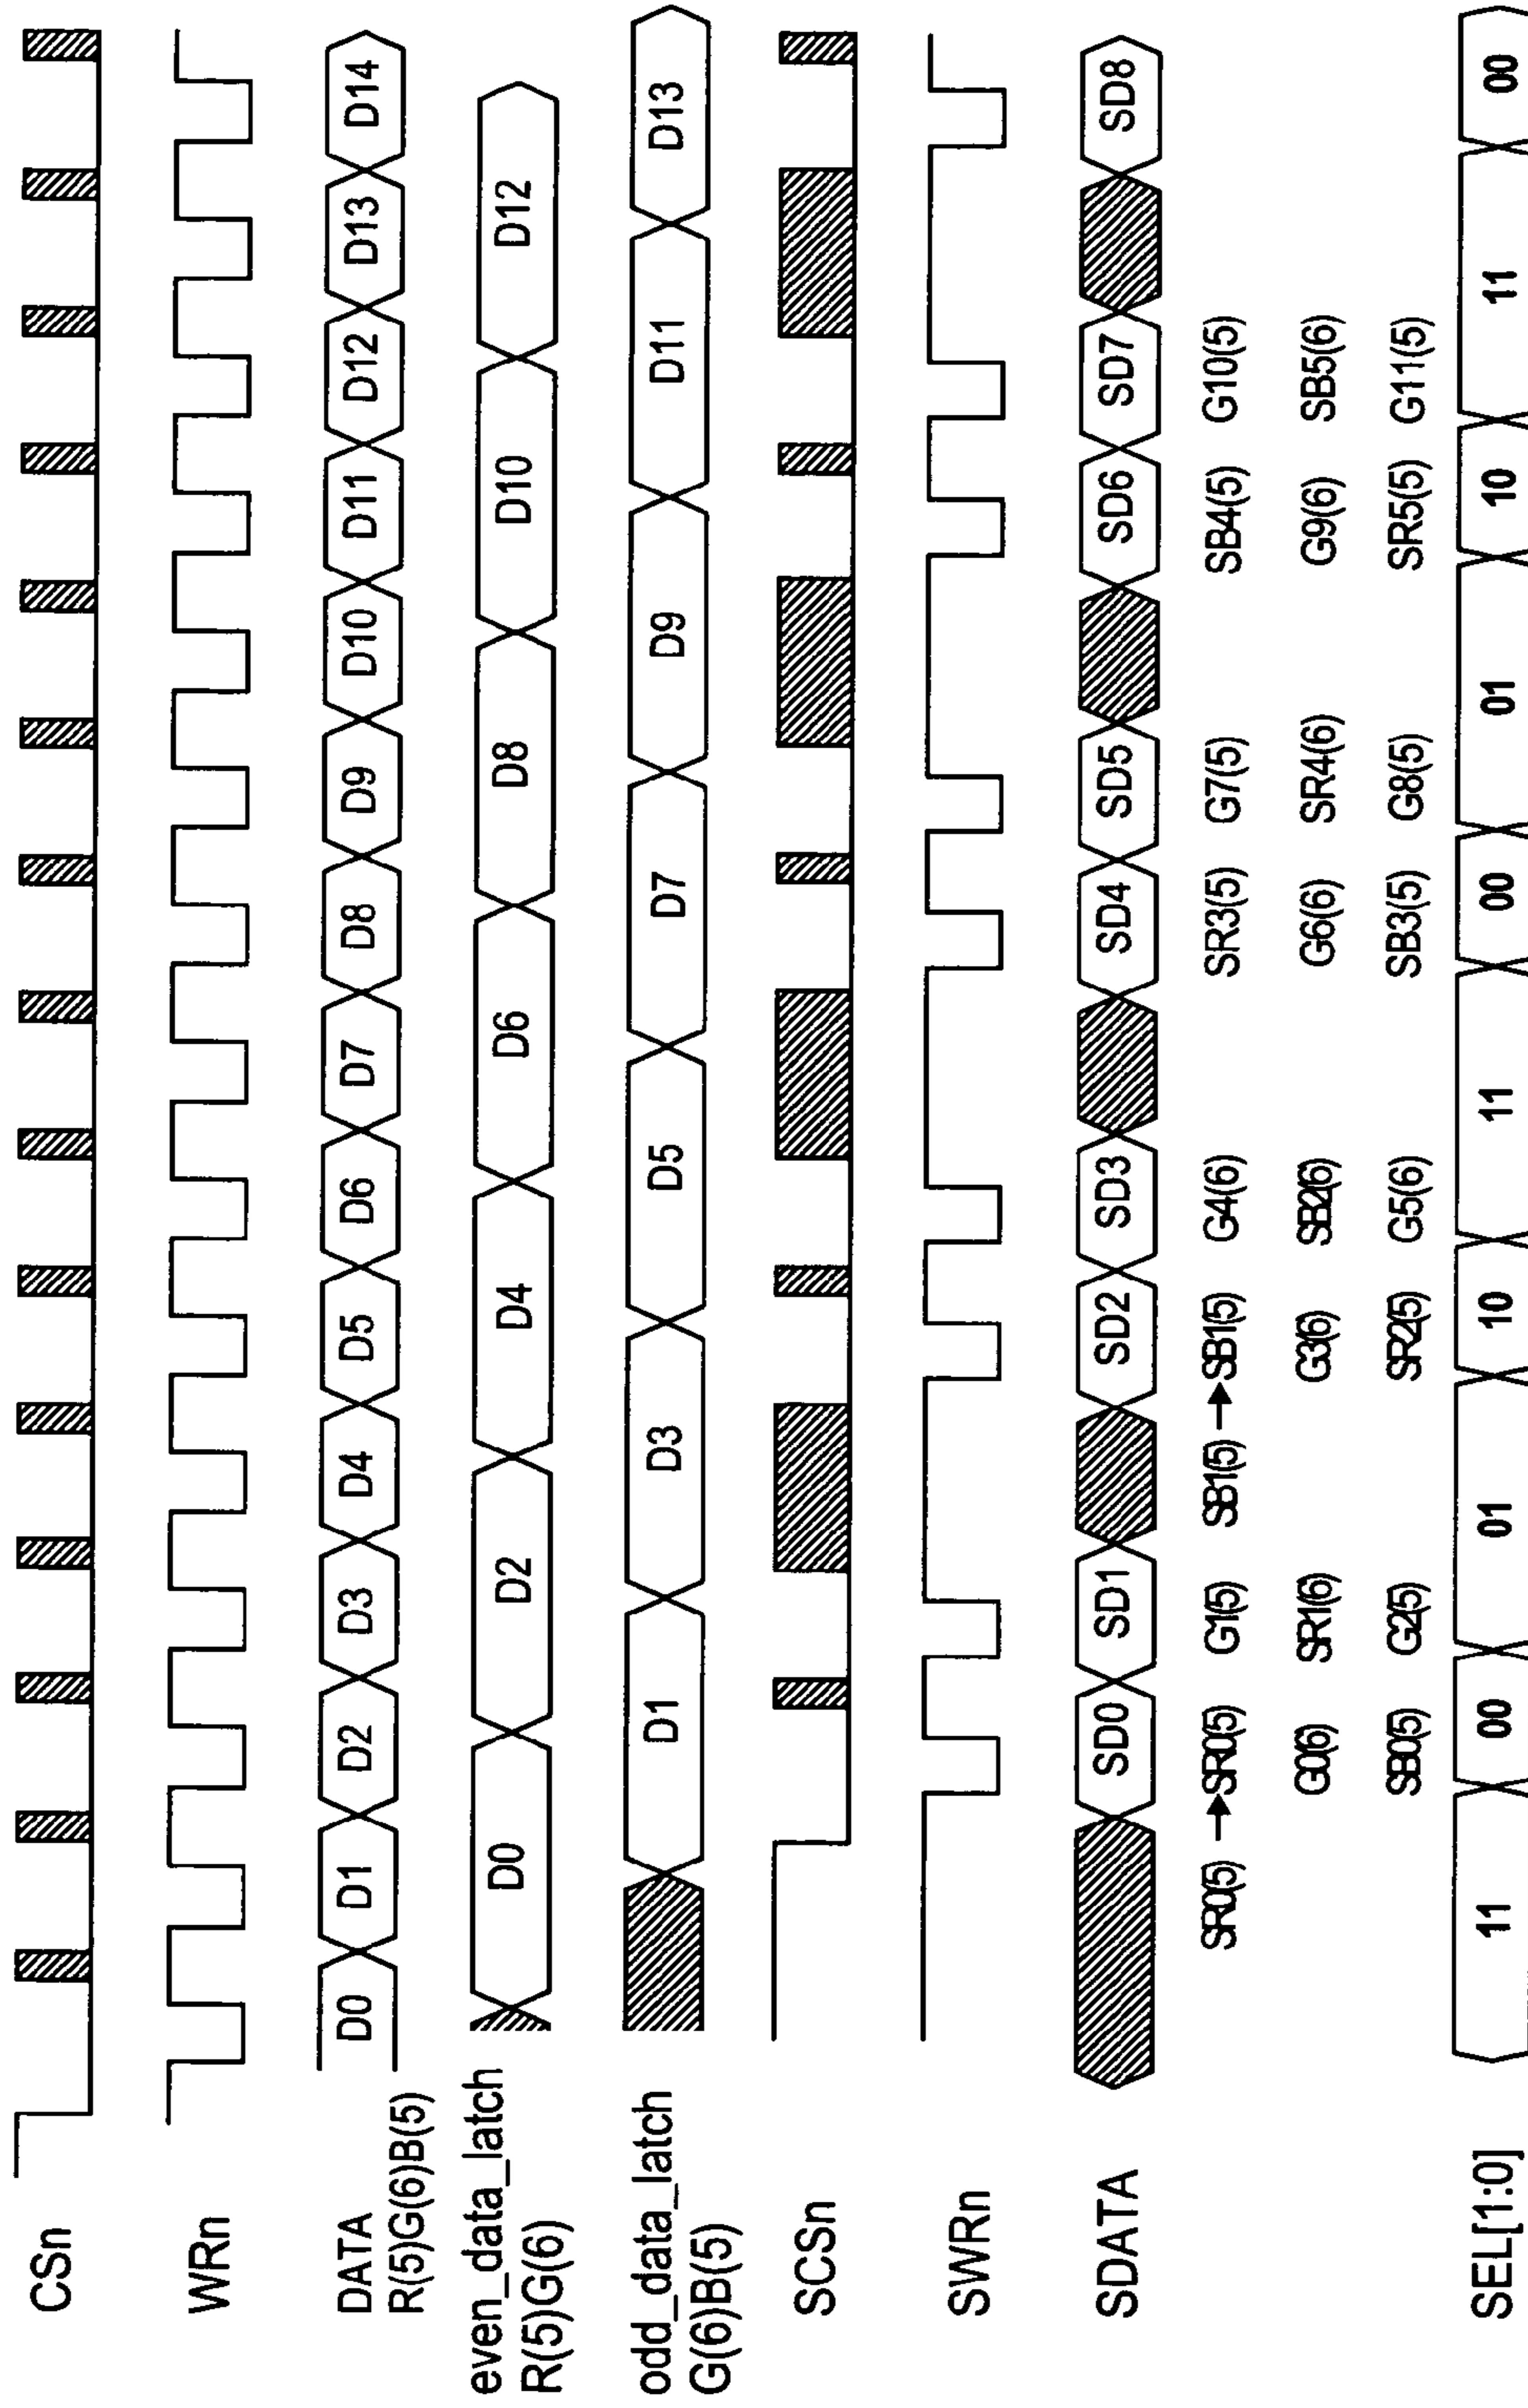 CSn
WRn
DATA
R(5)G(6)B(5)
D0 D1 D2 D3 D4 D5 D6 D7 D8 D9 D10 D11 D12 D13 D14
even_data_latch
R(5)G(6)
D0 D2 D4 D6 D8 D10 D12
odd_data_latch
G(6)B(5)
D1 D3 D5 D7 D9 D11 D13
SCSn
SWRn
SDATA
SD0 SD1 SD2 SD3 SD4 SD5 SD6 SD7 SD8
SR0(5) → SR0(5) G1(5) SB1(5) → SB1(5) G4(6) SR3(5) G7(5) SB4(5) G10(5)
G0(6) SR1(6) G3(6) SB2(6) G6(6) SR4(6) G9(6) SB5(6)
SB0(5) G2(5) SR2(5) G5(6) SB3(5) G8(5) SR5(5) G11(5)
SEL[1:0]
11 00 01 10 11 00 01 10 11 00